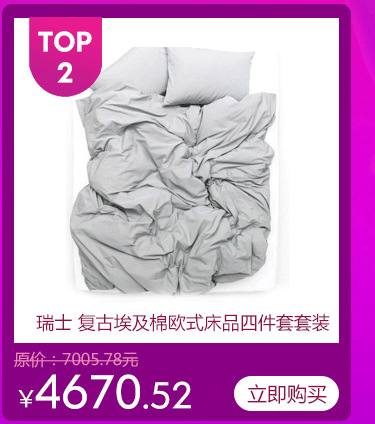 TOP
2
瑞士 复古埃及棉欧式床品四件套套装
原价：7005.78元
¥4670.52
立即购买